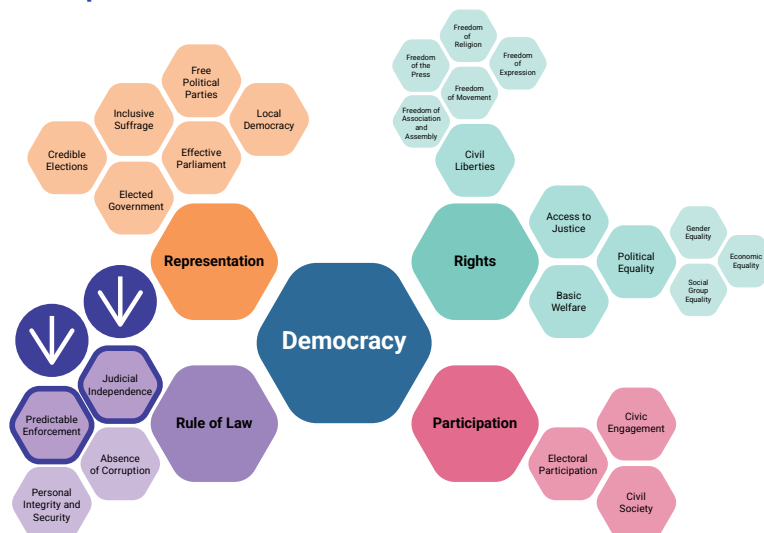 Free
Political
Parties
Inclusive
Suffrage
Local
Democracy
Credible
Elections
Effective
Parliament
Elected
Government
Representation
Freedom
of
Religion
Freedom
of the
Press
Freedom
of
Expression
Freedom
of Movement
Freedom of
Association
and
Assembly
Civil
Liberties
Rights
Access to
Justice
Political
Equality
Basic
Welfare
Gender
Equality
Economic
Equality
Social
Group
Equality
Democracy
Judicial
Independence
Predictable
Enforcement
Rule of Law
Absence
of Corruption
Personal
Integrity and
Security
Participation
Civic
Engagement
Electoral
Participation
Civil
Society